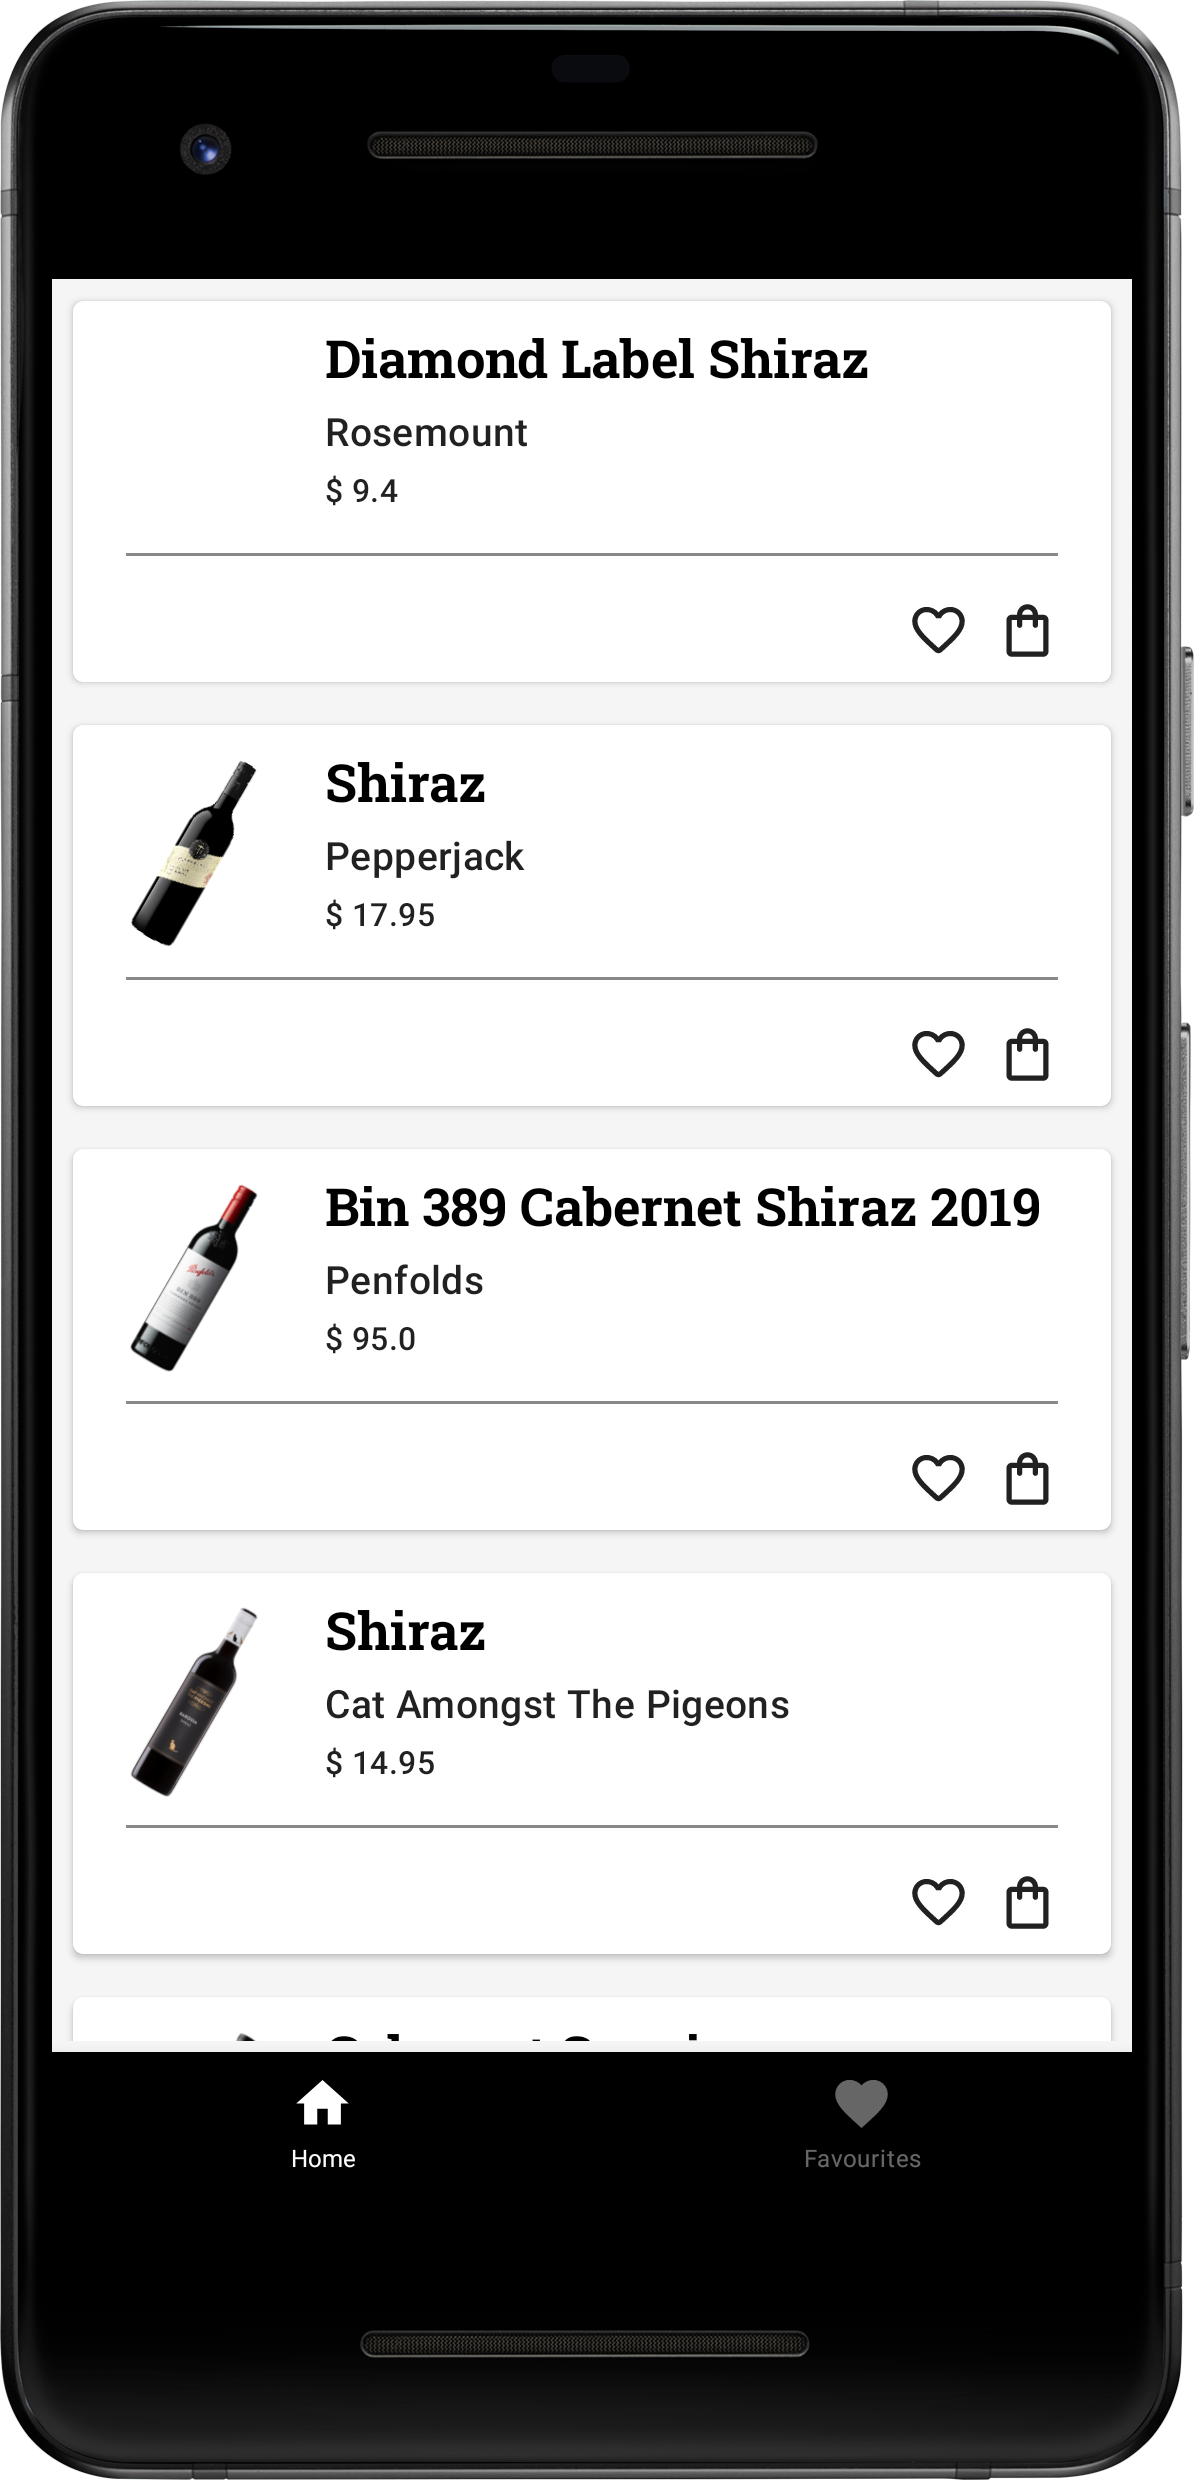 Diamond Label Shiraz
Rosemount
$ 9.4
Shiraz
Pepperjack
$ 17.95
Bin 389 Cabernet Shiraz 2019
Penfolds
$ 95.0
Shiraz
Cat Amongst The Pigeons
$ 14.95
Home
Favourites